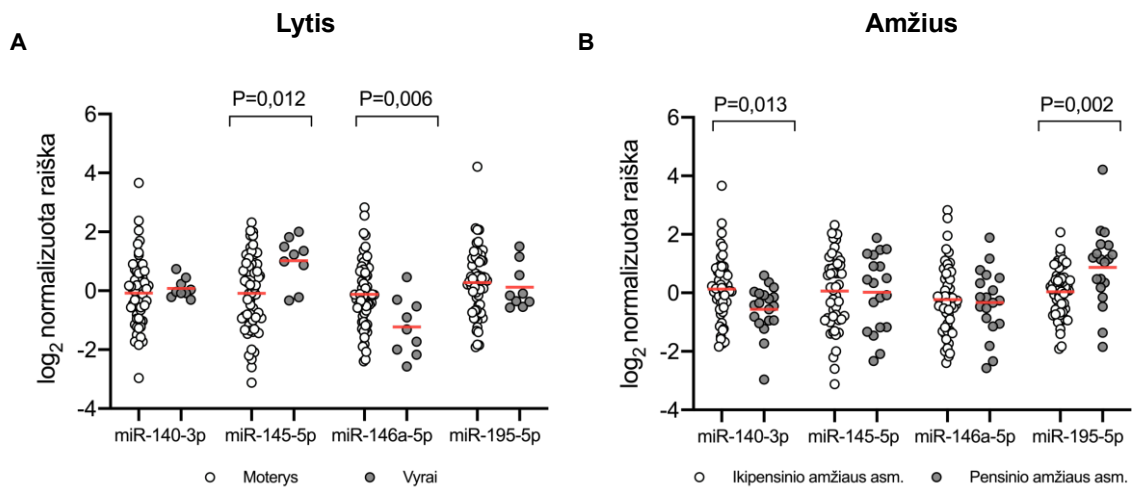 Lytis
A
P=0,012
P=0,006
6
4
2
0
-2
-4
log₂ normalizuota raiška
miR-140-3p
miR-145-5p
miR-146a-5p
miR-195-5p
Moterys
Vyrai
Amžius
B
P=0,013
P=0,002
6
4
2
0
-2
-4
log₂ normalizuota raiška
miR-140-3p
miR-145-5p
miR-146a-5p
miR-195-5p
Ikipensinio amžiaus asm.
Pensinio amžiaus asm.